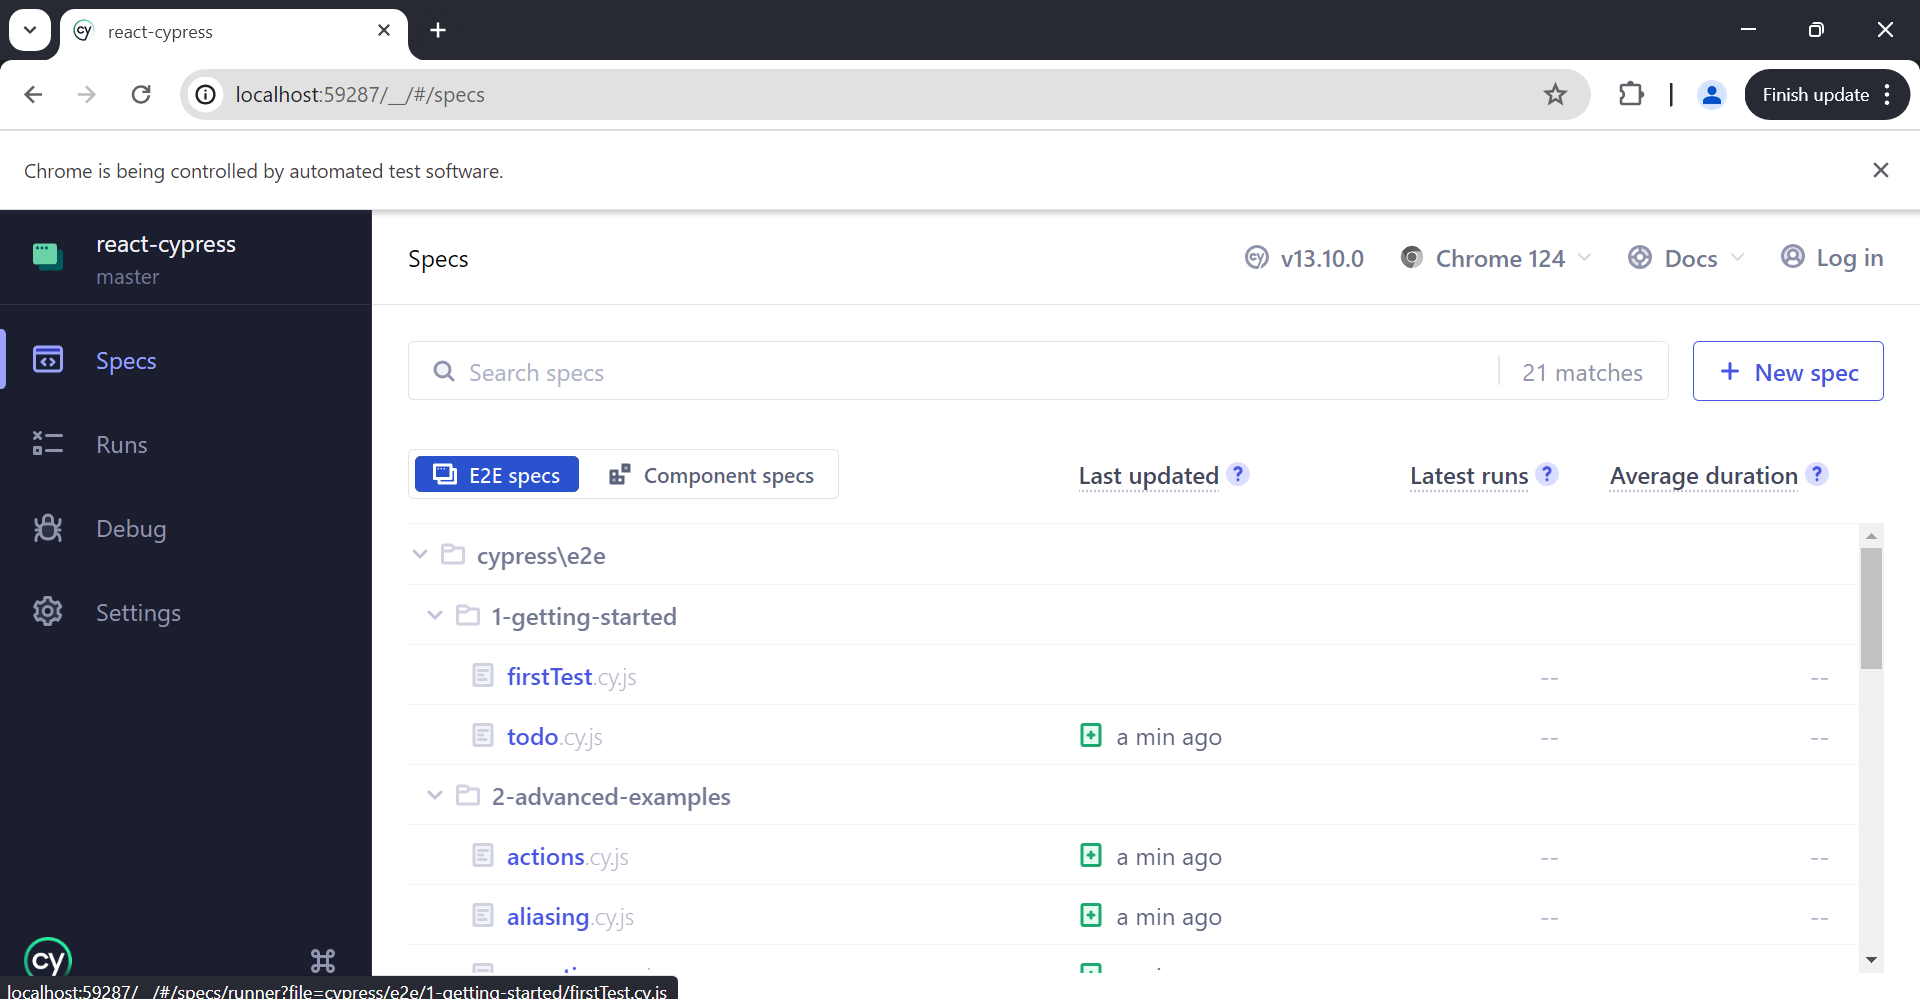 react-cypress
localhost:59287/__/#/specs
Finish update
Chrome is being controlled by automated test software.
react-cypress
master
Specs
v13.10.0
Chrome 124
Docs
Log in
Specs
Runs
Debug
Settings
Search specs
21 matches
+ New spec
E2E specs
Component specs
Last updated ?
Latest runs ?
Average duration ?
cypress\e2e
1-getting-started
firstTest.cy.js -- --
todo.cy.js a min ago -- --
2-advanced-examples
actions.cy.js a min ago -- --
aliasing.cy.js a min ago -- --
cy
localhost:59287/__/#/specs/runner?file=cypress/e2e/1-getting-started/firstTest.cy.js